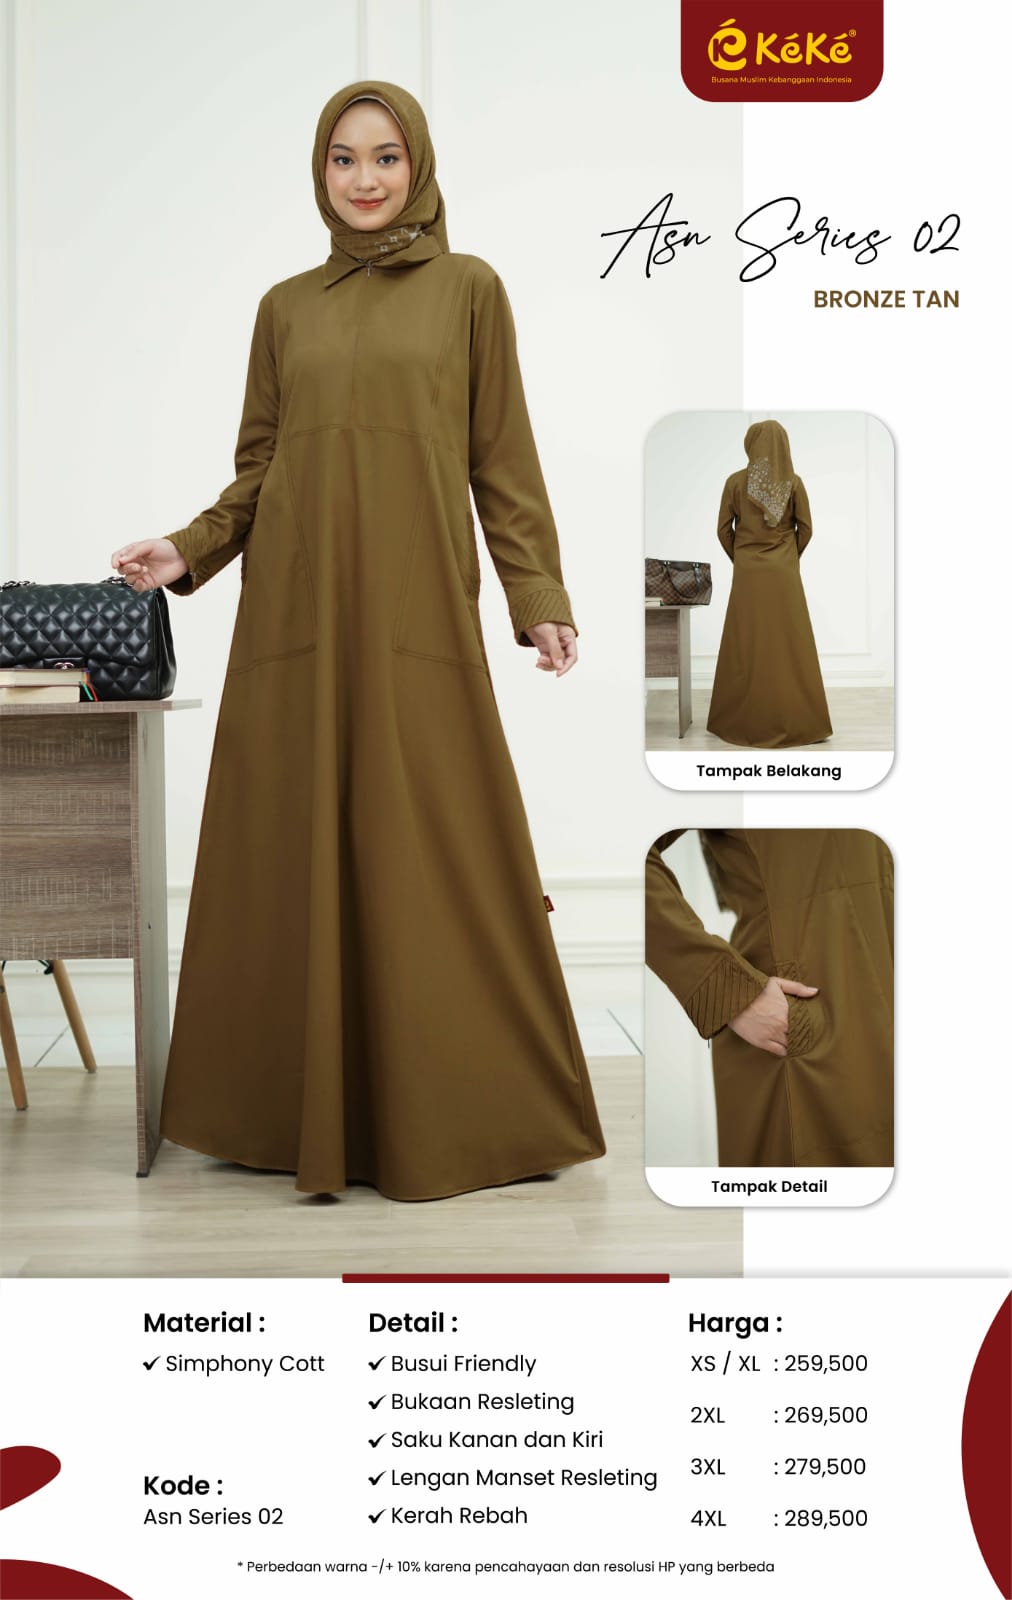 KéKé®
Busana Muslim Kebanggaan Indonesia
Asn Series 02
BRONZE TAN
Tampak Belakang
Tampak Detail
Material :
✓ Simphony Cott
Kode :
Asn Series 02
Detail :
✓ Busui Friendly
✓ Bukaan Resleting
✓ Saku Kanan dan Kiri
✓ Lengan Manset Resleting
✓ Kerah Rebah
Harga :
XS / XL : 259,500
2XL : 269,500
3XL : 279,500
4XL : 289,500
* Perbedaan warna -/+ 10% karena pencahayaan dan resolusi HP yang berbeda